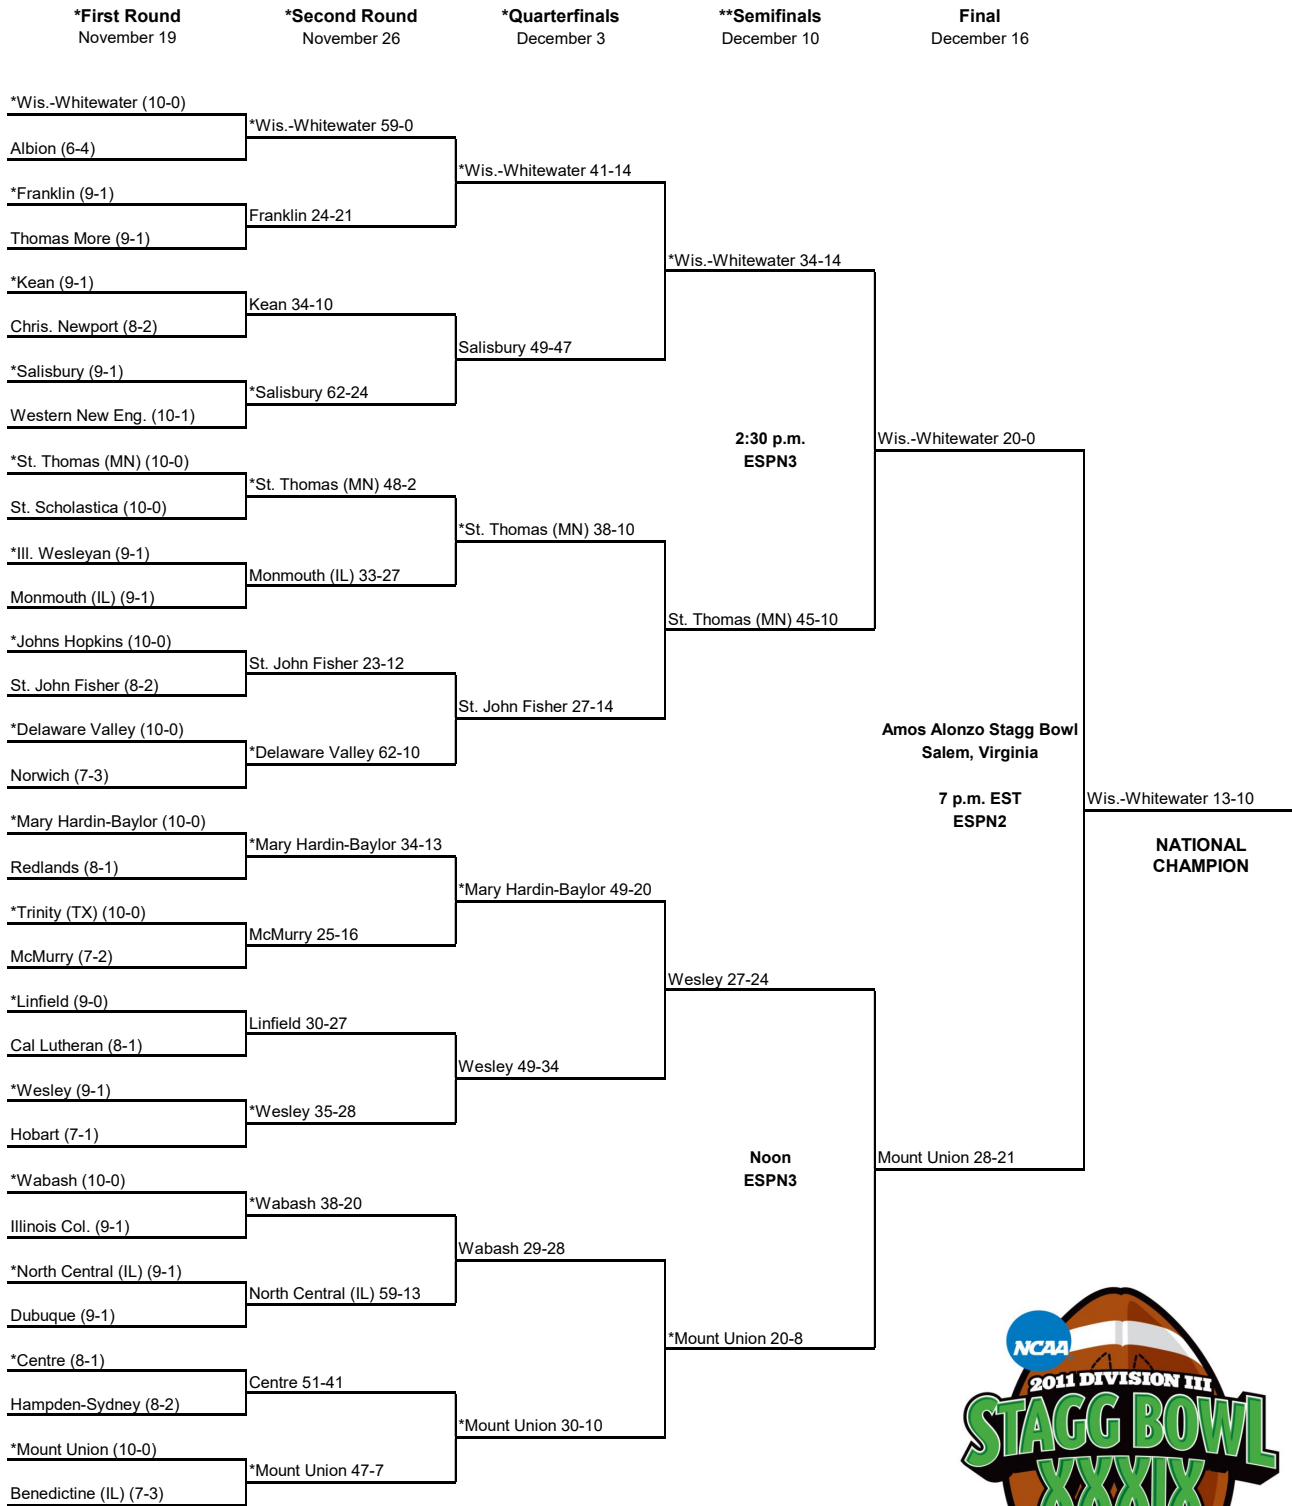 *First Round
November 19
*Second Round
November 26
*Quarterfinals
December 3
**Semifinals
December 10
Final
December 16
*Wis.-Whitewater (10-0)
Albion (6-4)
*Franklin (9-1)
Thomas More (9-1)
*Kean (9-1)
Chris. Newport (8-2)
*Salisbury (9-1)
Western New Eng. (10-1)
*St. Thomas (MN) (10-0)
St. Scholastica (10-0)
*Ill. Wesleyan (9-1)
Monmouth (IL) (9-1)
*Johns Hopkins (10-0)
St. John Fisher (8-2)
*Delaware Valley (10-0)
Norwich (7-3)
*Mary Hardin-Baylor (10-0)
Redlands (8-1)
*Trinity (TX) (10-0)
McMurry (7-2)
*Linfield (9-0)
Cal Lutheran (8-1)
*Wesley (9-1)
Hobart (7-1)
*Wabash (10-0)
Illinois Col. (9-1)
*North Central (IL) (9-1)
Dubuque (9-1)
*Centre (8-1)
Hampden-Sydney (8-2)
*Mount Union (10-0)
Benedictine (IL) (7-3)
*Wis.-Whitewater 59-0
Franklin 24-21
Kean 34-10
*Salisbury 62-24
*St. Thomas (MN) 48-2
Monmouth (IL) 33-27
St. John Fisher 23-12
*Delaware Valley 62-10
*Mary Hardin-Baylor 34-13
McMurry 25-16
Linfield 30-27
*Wesley 35-28
*Wabash 38-20
North Central (IL) 59-13
Centre 51-41
*Mount Union 47-7
*Wis.-Whitewater 41-14
Salisbury 49-47
*St. Thomas (MN) 38-10
St. John Fisher 27-14
*Mary Hardin-Baylor 49-20
Wesley 49-34
Wabash 29-28
*Mount Union 30-10
*Wis.-Whitewater 34-14
2:30 p.m.
ESPN3
St. Thomas (MN) 45-10
Wesley 27-24
Noon
ESPN3
*Mount Union 20-8
Wis.-Whitewater 20-0
Amos Alonzo Stagg Bowl
Salem, Virginia
7 p.m. EST
ESPN2
Mount Union 28-21
Wis.-Whitewater 13-10
NATIONAL
CHAMPION
NCAA
2011 DIVISION III
STAGG BOWL
XXXIX